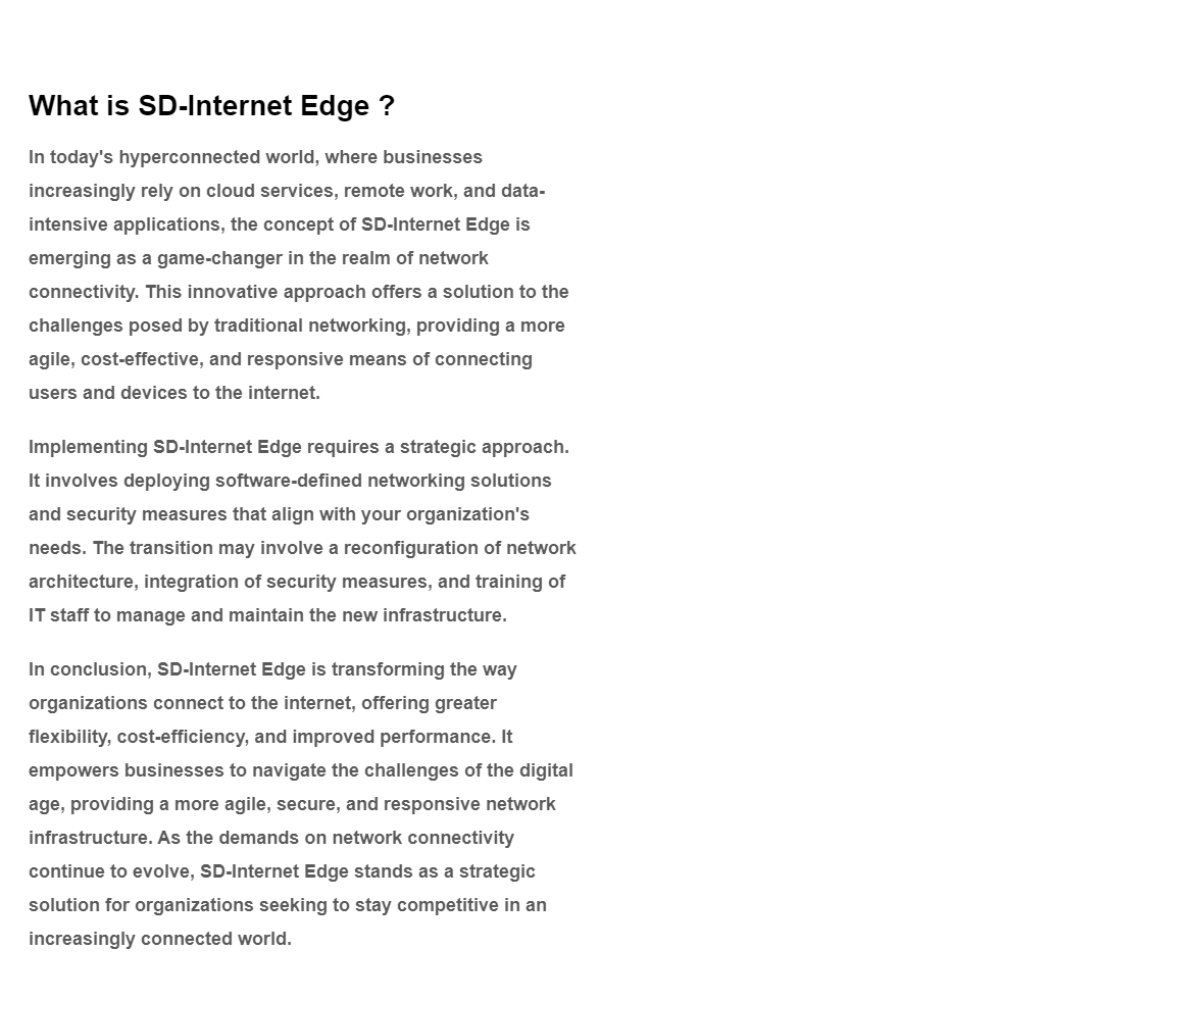 What is SD-Internet Edge ?
In today's hyperconnected world, where businesses
increasingly rely on cloud services, remote work, and data-
intensive applications, the concept of SD-Internet Edge is
emerging as a game-changer in the realm of network
connectivity. This innovative approach offers a solution to the
challenges posed by traditional networking, providing a more
agile, cost-effective, and responsive means of connecting
users and devices to the internet.
Implementing SD-Internet Edge requires a strategic approach.
It involves deploying software-defined networking solutions
and security measures that align with your organization's
needs. The transition may involve a reconfiguration of network
architecture, integration of security measures, and training of
IT staff to manage and maintain the new infrastructure.
In conclusion, SD-Internet Edge is transforming the way
organizations connect to the internet, offering greater
flexibility, cost-efficiency, and improved performance. It
empowers businesses to navigate the challenges of the digital
age, providing a more agile, secure, and responsive network
infrastructure. As the demands on network connectivity
continue to evolve, SD-Internet Edge stands as a strategic
solution for organizations seeking to stay competitive in an
increasingly connected world.